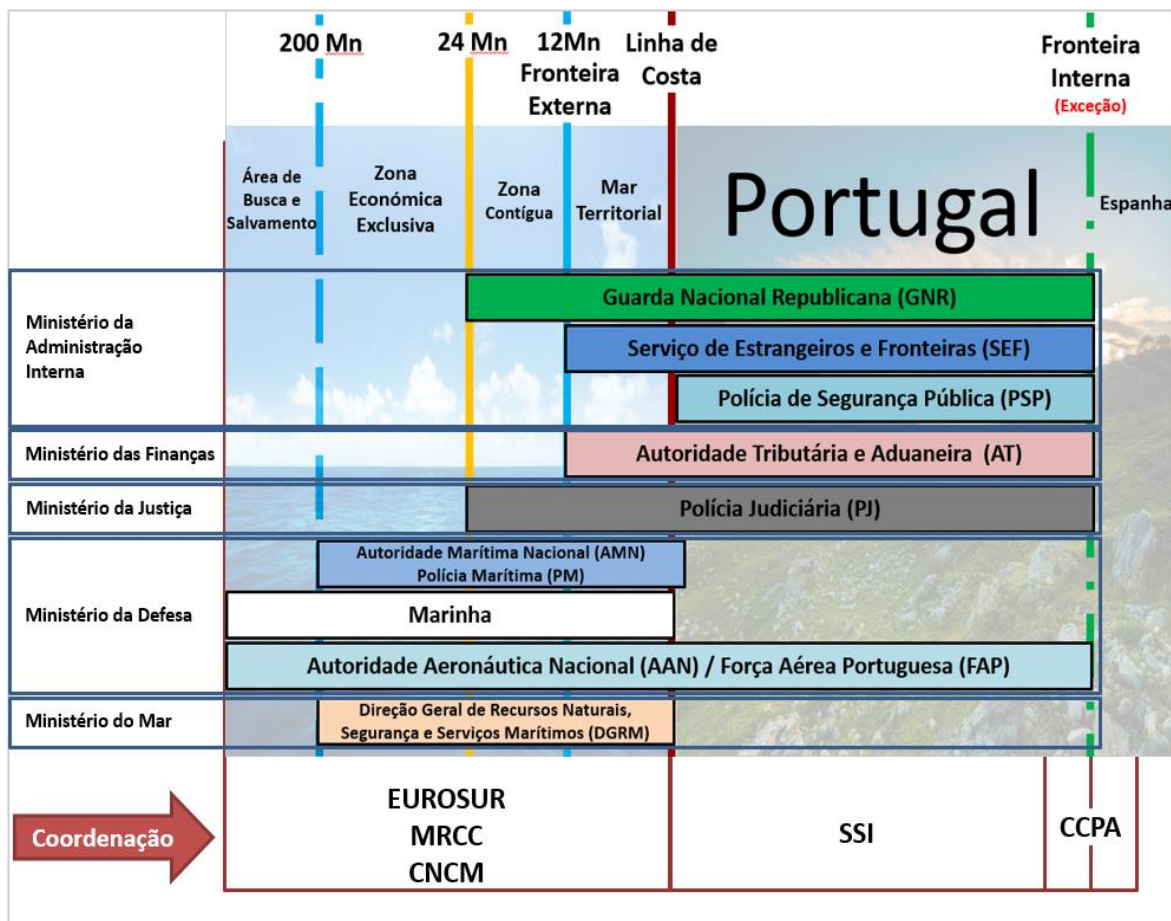 200 Mn
24 Mn
12Mn
Fronteira
Externa
Linha de
Costa
Fronteira
Interna
(Exceção)
Área de
Busca e
Salvamento
Zona
Económica
Exclusiva
Zona
Contígua
Mar
Territorial
Portugal
Espanha
Ministério da
Administração
Interna
Guarda Nacional Republicana (GNR)
Serviço de Estrangeiros e Fronteiras (SEF)
Polícia de Segurança Pública (PSP)
Ministério das Finanças
Autoridade Tributária e Aduaneira (AT)
Ministério da Justiça
Polícia Judiciária (PJ)
Ministério da Defesa
Autoridade Marítima Nacional (AMN)
Polícia Marítima (PM)
Marinha
Autoridade Aeronáutica Nacional (AAN) / Força Aérea Portuguesa (FAP)
Ministério do Mar
Direção Geral de Recursos Naturais,
Segurança e Serviços Marítimos (DGRM)
Coordenação
EUROSUR
MRCC
CNCM
SSI
CCPA